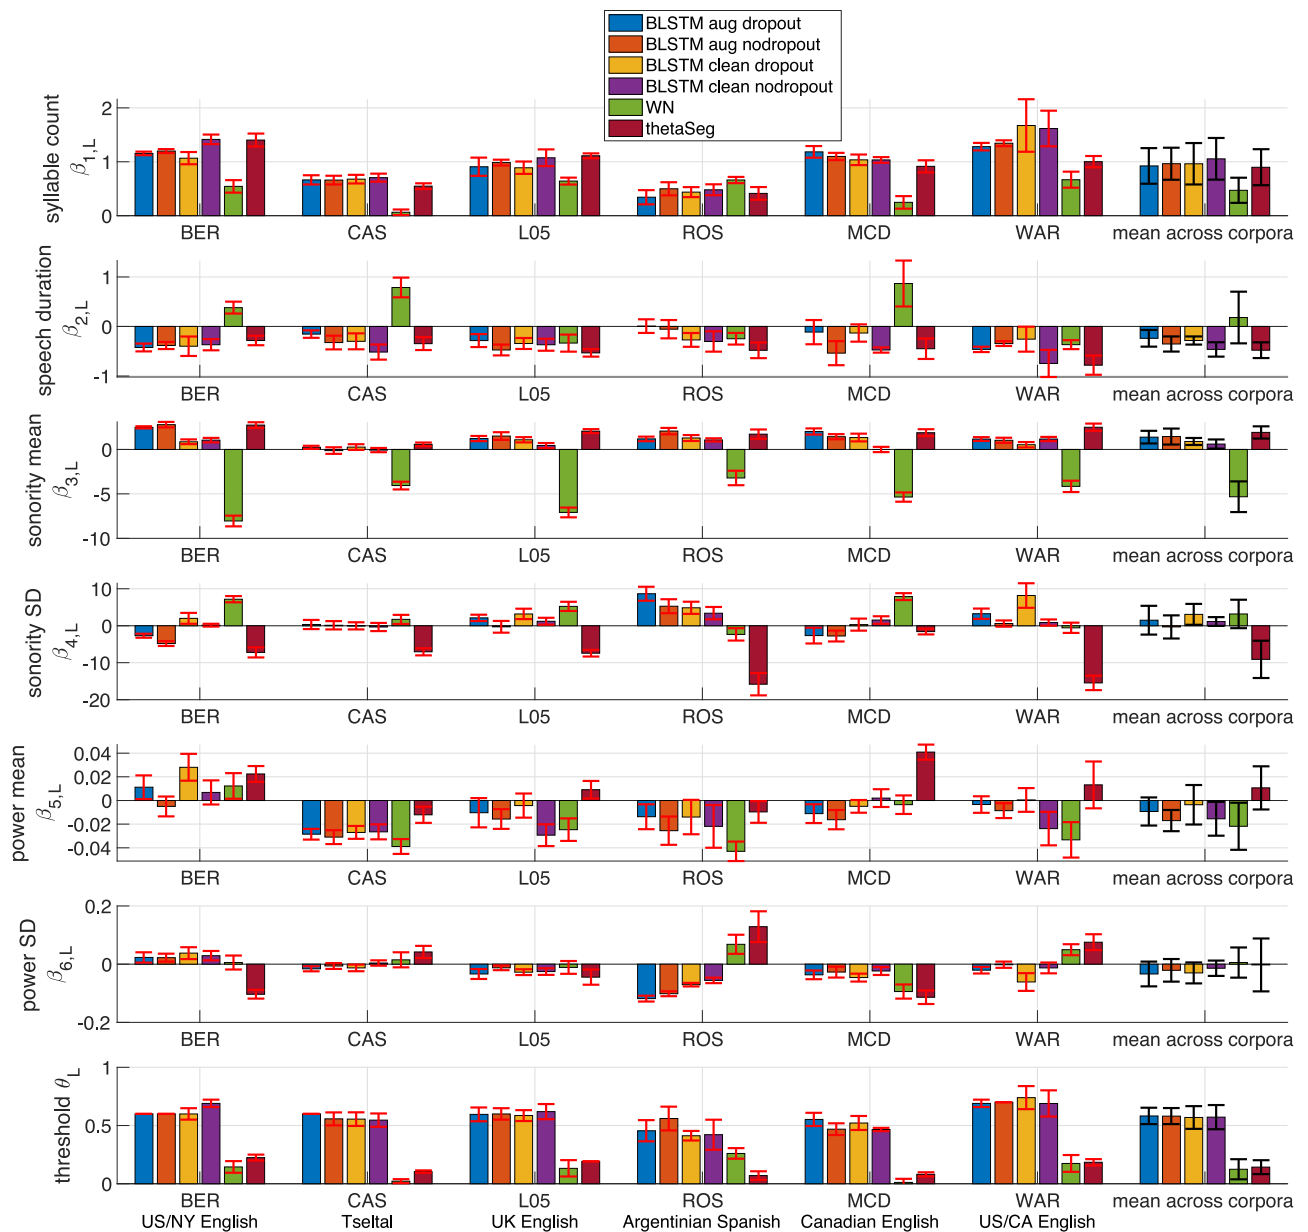 BLSTM aug dropout
BLSTM aug nodropout
BLSTM clean dropout
BLSTM clean nodropout
WN
thetaSeg
syllable count
β1,L
2
1
0
BER CAS L05 ROS MCD WAR mean across corpora
speech duration
β2,L
1
0
-1
BER CAS L05 ROS MCD WAR mean across corpora
sonority mean
β3,L
0
-5
-10
BER CAS L05 ROS MCD WAR mean across corpora
sonority SD
β4,L
10
0
-10
-20
BER CAS L05 ROS MCD WAR mean across corpora
power mean
β5,L
0.04
0.02
0
-0.02
-0.04
BER CAS L05 ROS MCD WAR mean across corpora
power SD
β6,L
0.2
0
-0.2
BER CAS L05 ROS MCD WAR mean across corpora
threshold θL
1
0.5
0
BER CAS L05 ROS MCD WAR mean across corpora
US/NY English Tseltal UK English Argentinian Spanish Canadian English US/CA English